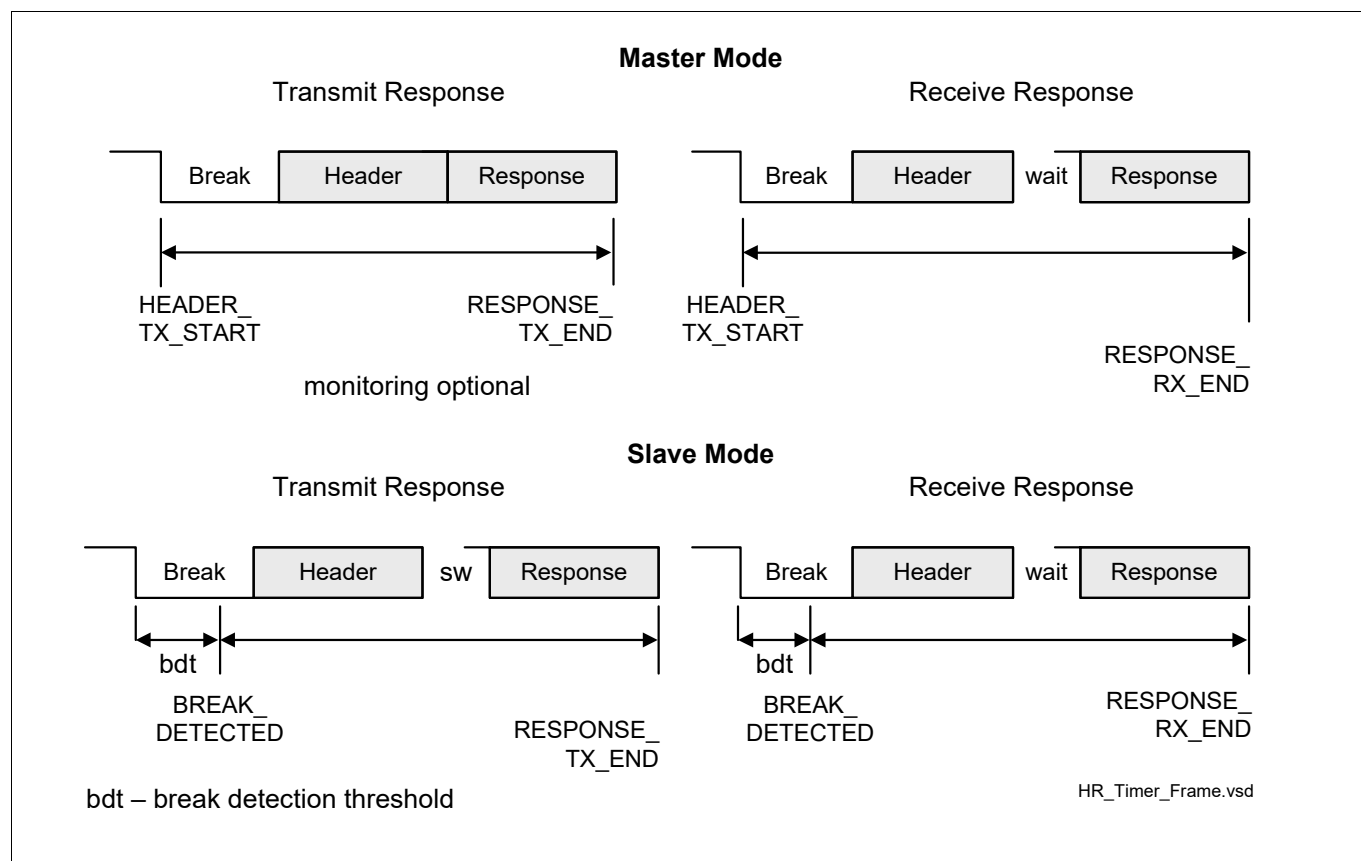 Master Mode
Transmit Response
Receive Response
Break
Header
Response
Break
Header
wait
Response
HEADER_
TX_START
RESPONSE_
TX_END
HEADER_
TX_START
RESPONSE_
RX_END
monitoring optional
Slave Mode
Transmit Response
Receive Response
Break
Header
sw
Response
Break
Header
wait
Response
bdt
bdt
BREAK_
DETECTED
RESPONSE_
TX_END
BREAK_
DETECTED
RESPONSE_
RX_END
bdt – break detection threshold
HR_Timer_Frame.vsd